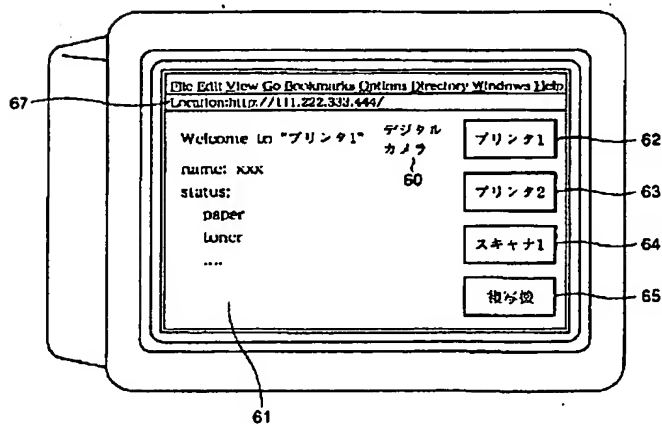 File Edit View Go Bookmarks Options Directory Windows Help
67
Location:http://111.222.333.444/
Welcome to "プリンタ1"
デジタル
カメラ
60
プリンタ1
62
name: xxx
status:
プリンタ2
63
paper
toner
スキャナ1
64
....
複写機
65
61